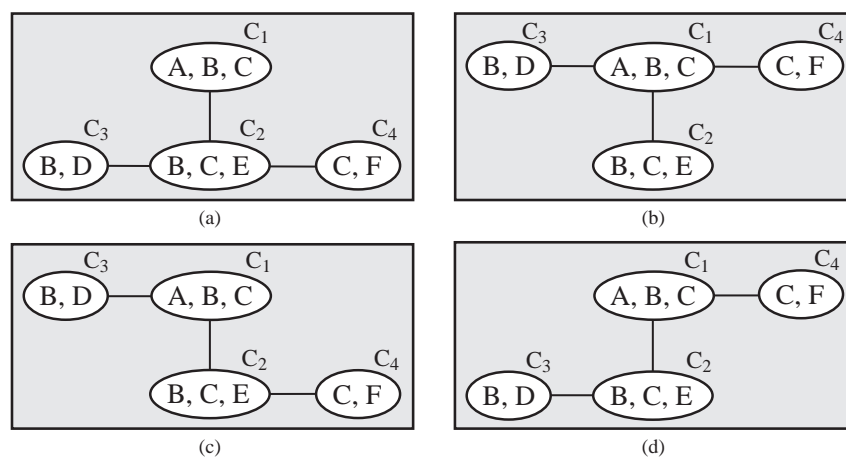 C1
A, B, C
C3
C2
C4
B, D
B, C, E
C, F
(a)
C3
C1
C4
B, D
A, B, C
C, F
C2
B, C, E
(b)
C3
C1
B, D
A, B, C
C2
C4
B, C, E
C, F
(c)
C1
C4
A, B, C
C, F
C3
C2
B, D
B, C, E
(d)